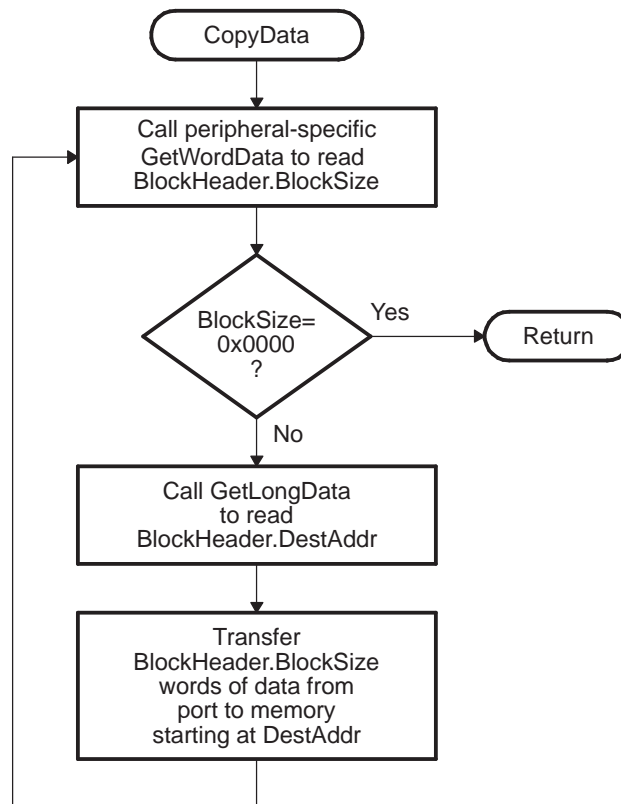 CopyData
Call peripheral-specific
GetWordData to read
BlockHeader.BlockSize
BlockSize=
0x0000
?
Yes
Return
No
Call GetLongData
to read
BlockHeader.DestAddr
Transfer
BlockHeader.BlockSize
words of data from
port to memory
starting at DestAddr